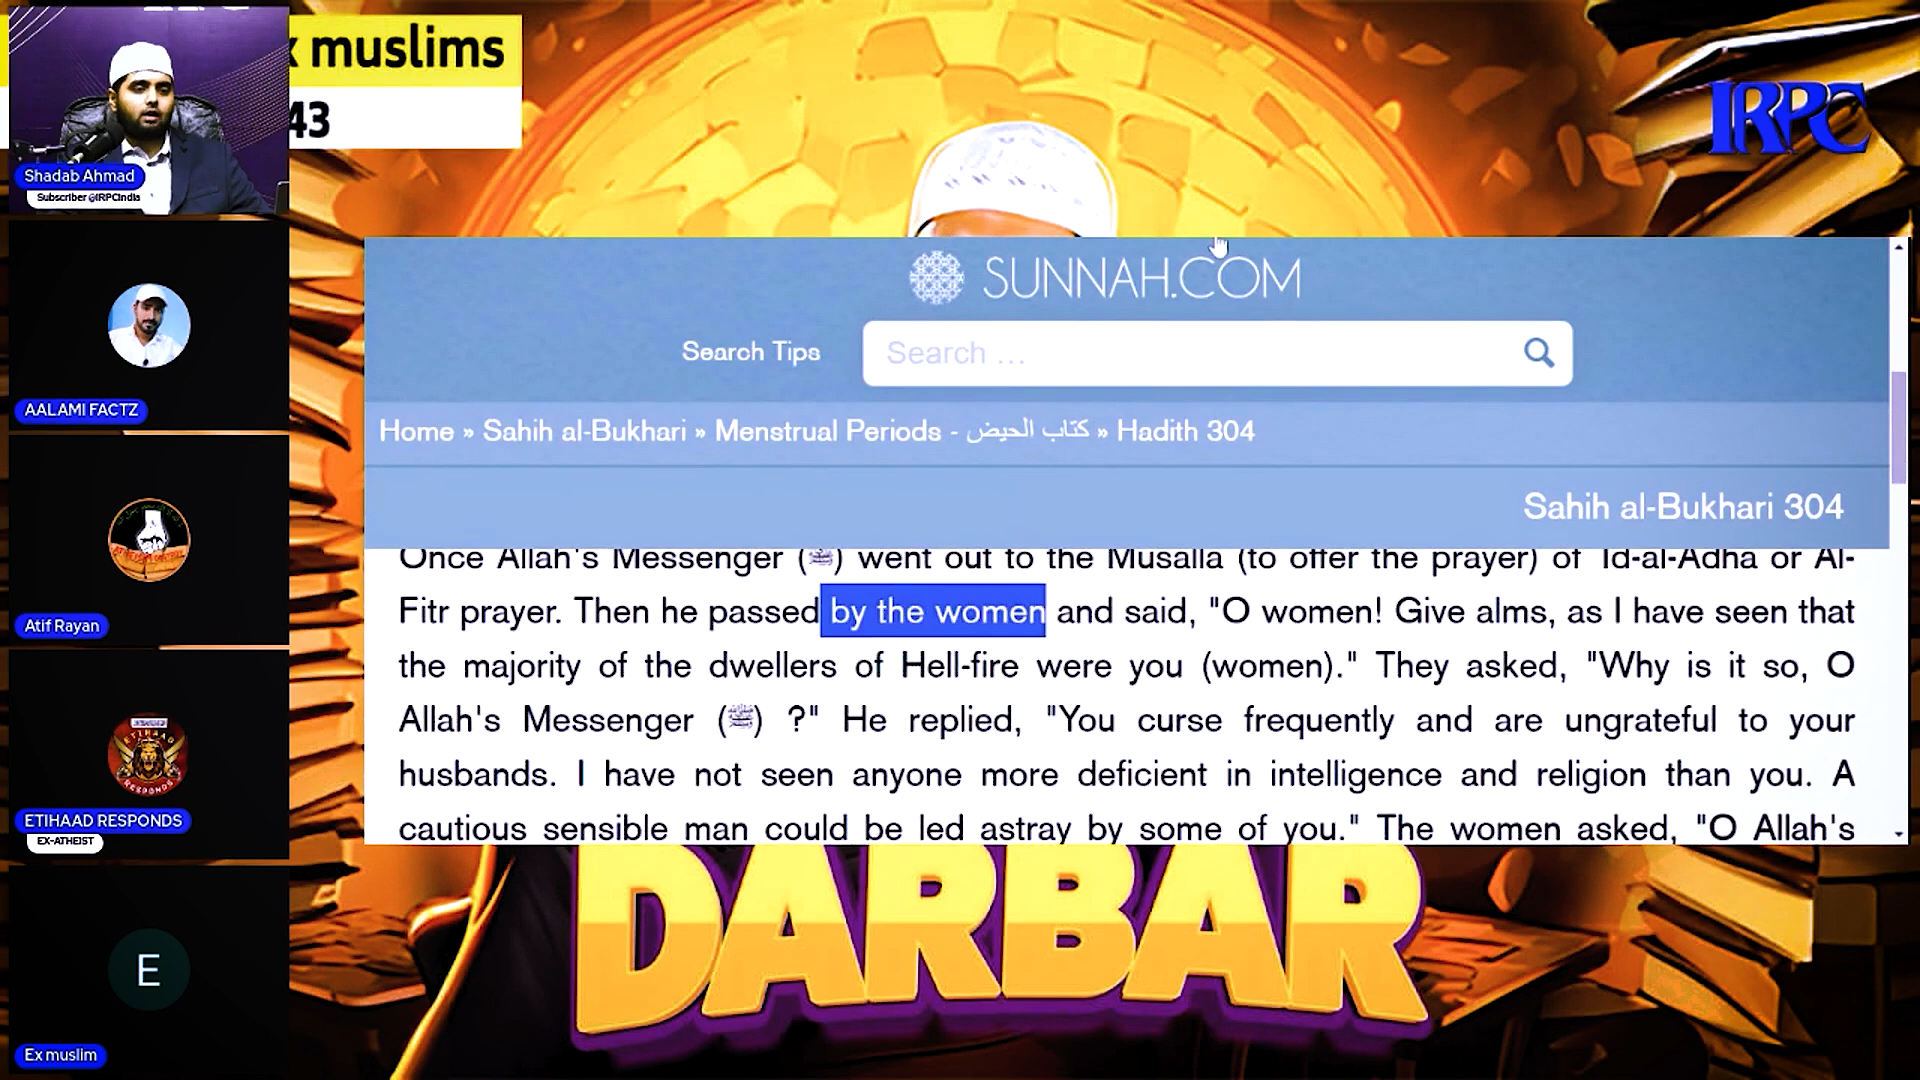 x muslims
43
IRPC
Shadab Ahmad
Subscriber @IRPCIndia
SUNNAH.COM
Search Tips
Search ...
Home » Sahih al-Bukhari » Menstrual Periods - كتاب الحيض » Hadith 304
Sahih al-Bukhari 304
Once Allah's Messenger (ﷺ) went out to the Musalla (to offer the prayer) of `Id-al-Adha or Al-
Fitr prayer. Then he passed by the women and said, "O women! Give alms, as I have seen that
the majority of the dwellers of Hell-fire were you (women)." They asked, "Why is it so, O
Allah's Messenger (ﷺ) ?" He replied, "You curse frequently and are ungrateful to your
husbands. I have not seen anyone more deficient in intelligence and religion than you. A
cautious sensible man could be led astray by some of you." The women asked, "O Allah's
AALAMI FACTZ
Atif Rayan
ETIHAAD
RESPONDS
ETIHAAD RESPONDS
EX-ATHEIST
E
Ex muslim
DARBAR